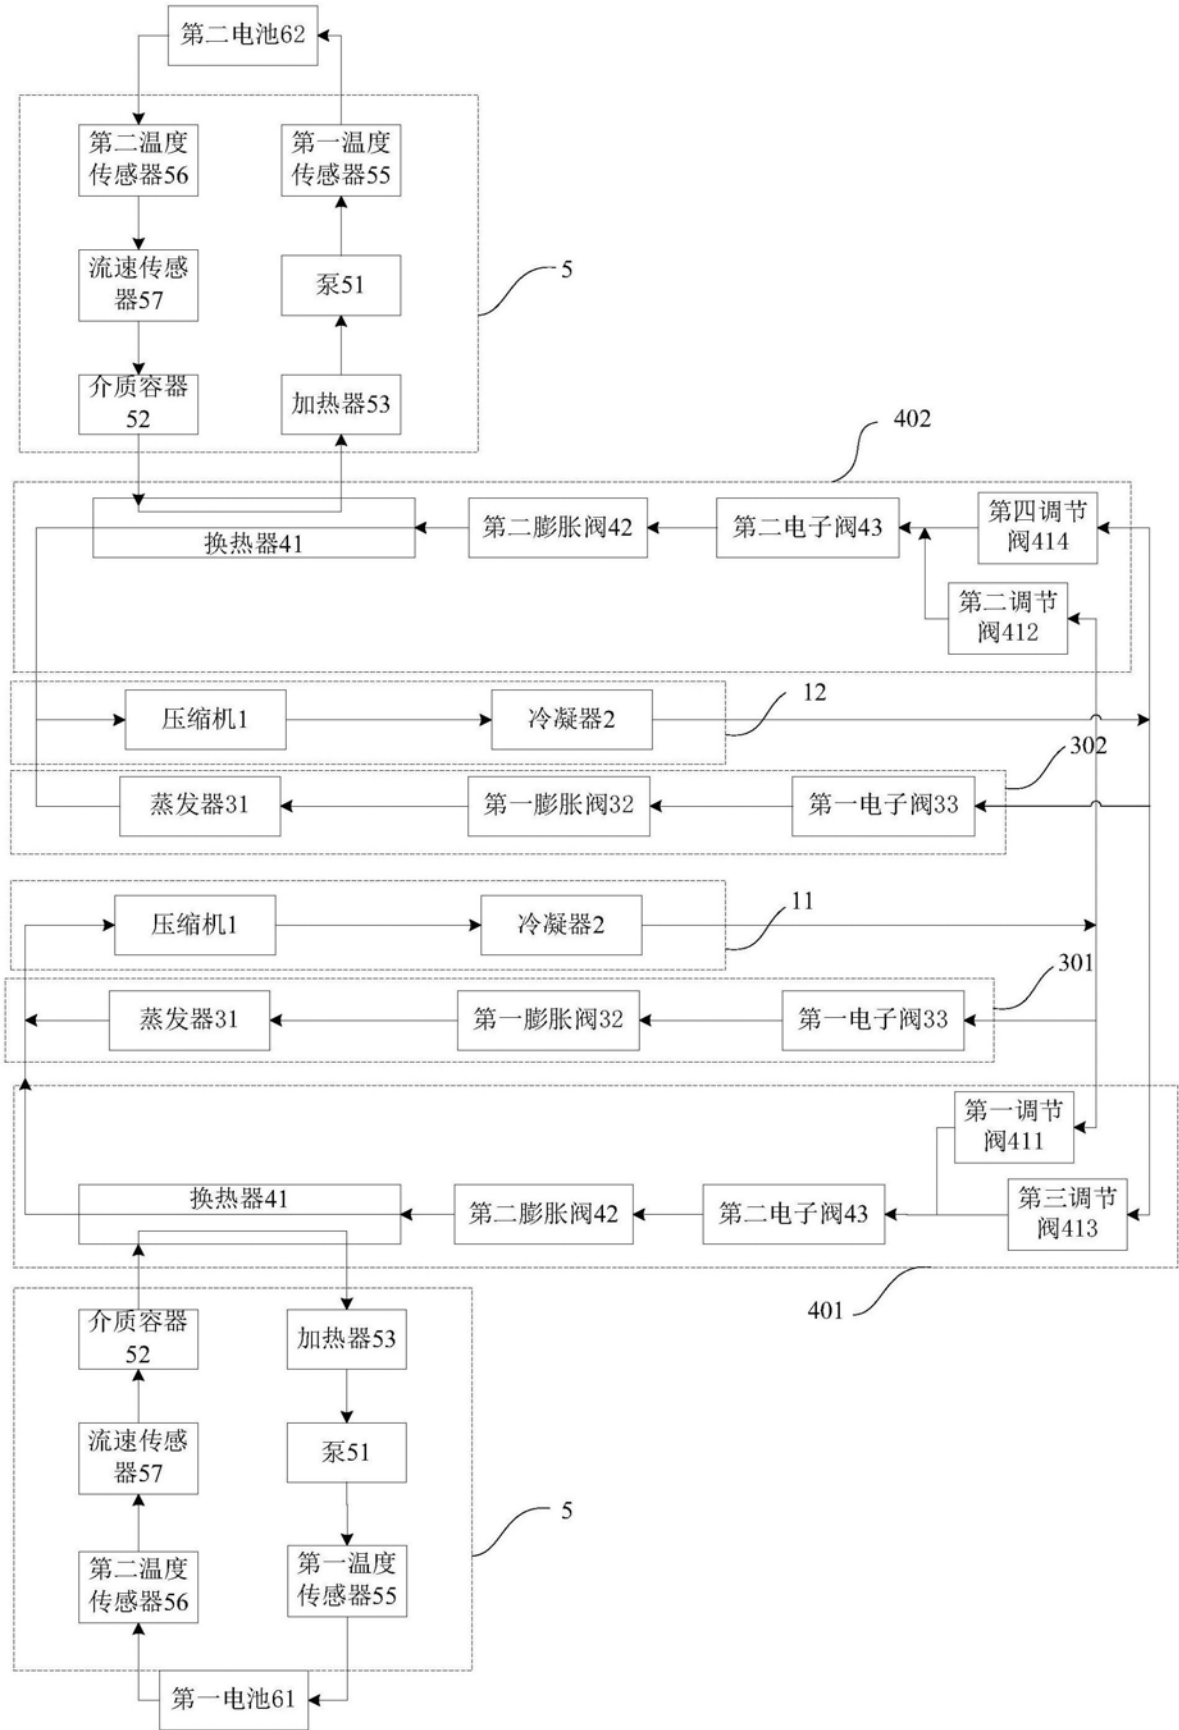 第二电池62
第二温度
传感器56
第一温度
传感器55
流速传感
器57
泵51
5
介质容器
52
加热器53
402
换热器41
第二膨胀阀42
第二电子阀43
第四调节
阀414
第二调节
阀412
压缩机1
冷凝器2
12
302
蒸发器31
第一膨胀阀32
第一电子阀33
压缩机1
冷凝器2
11
301
蒸发器31
第一膨胀阀32
第一电子阀33
第一调节
阀411
换热器41
第二膨胀阀42
第二电子阀43
第三调节
阀413
401
介质容器
52
加热器53
流速传感
器57
泵51
5
第二温度
传感器56
第一温度
传感器55
第一电池61